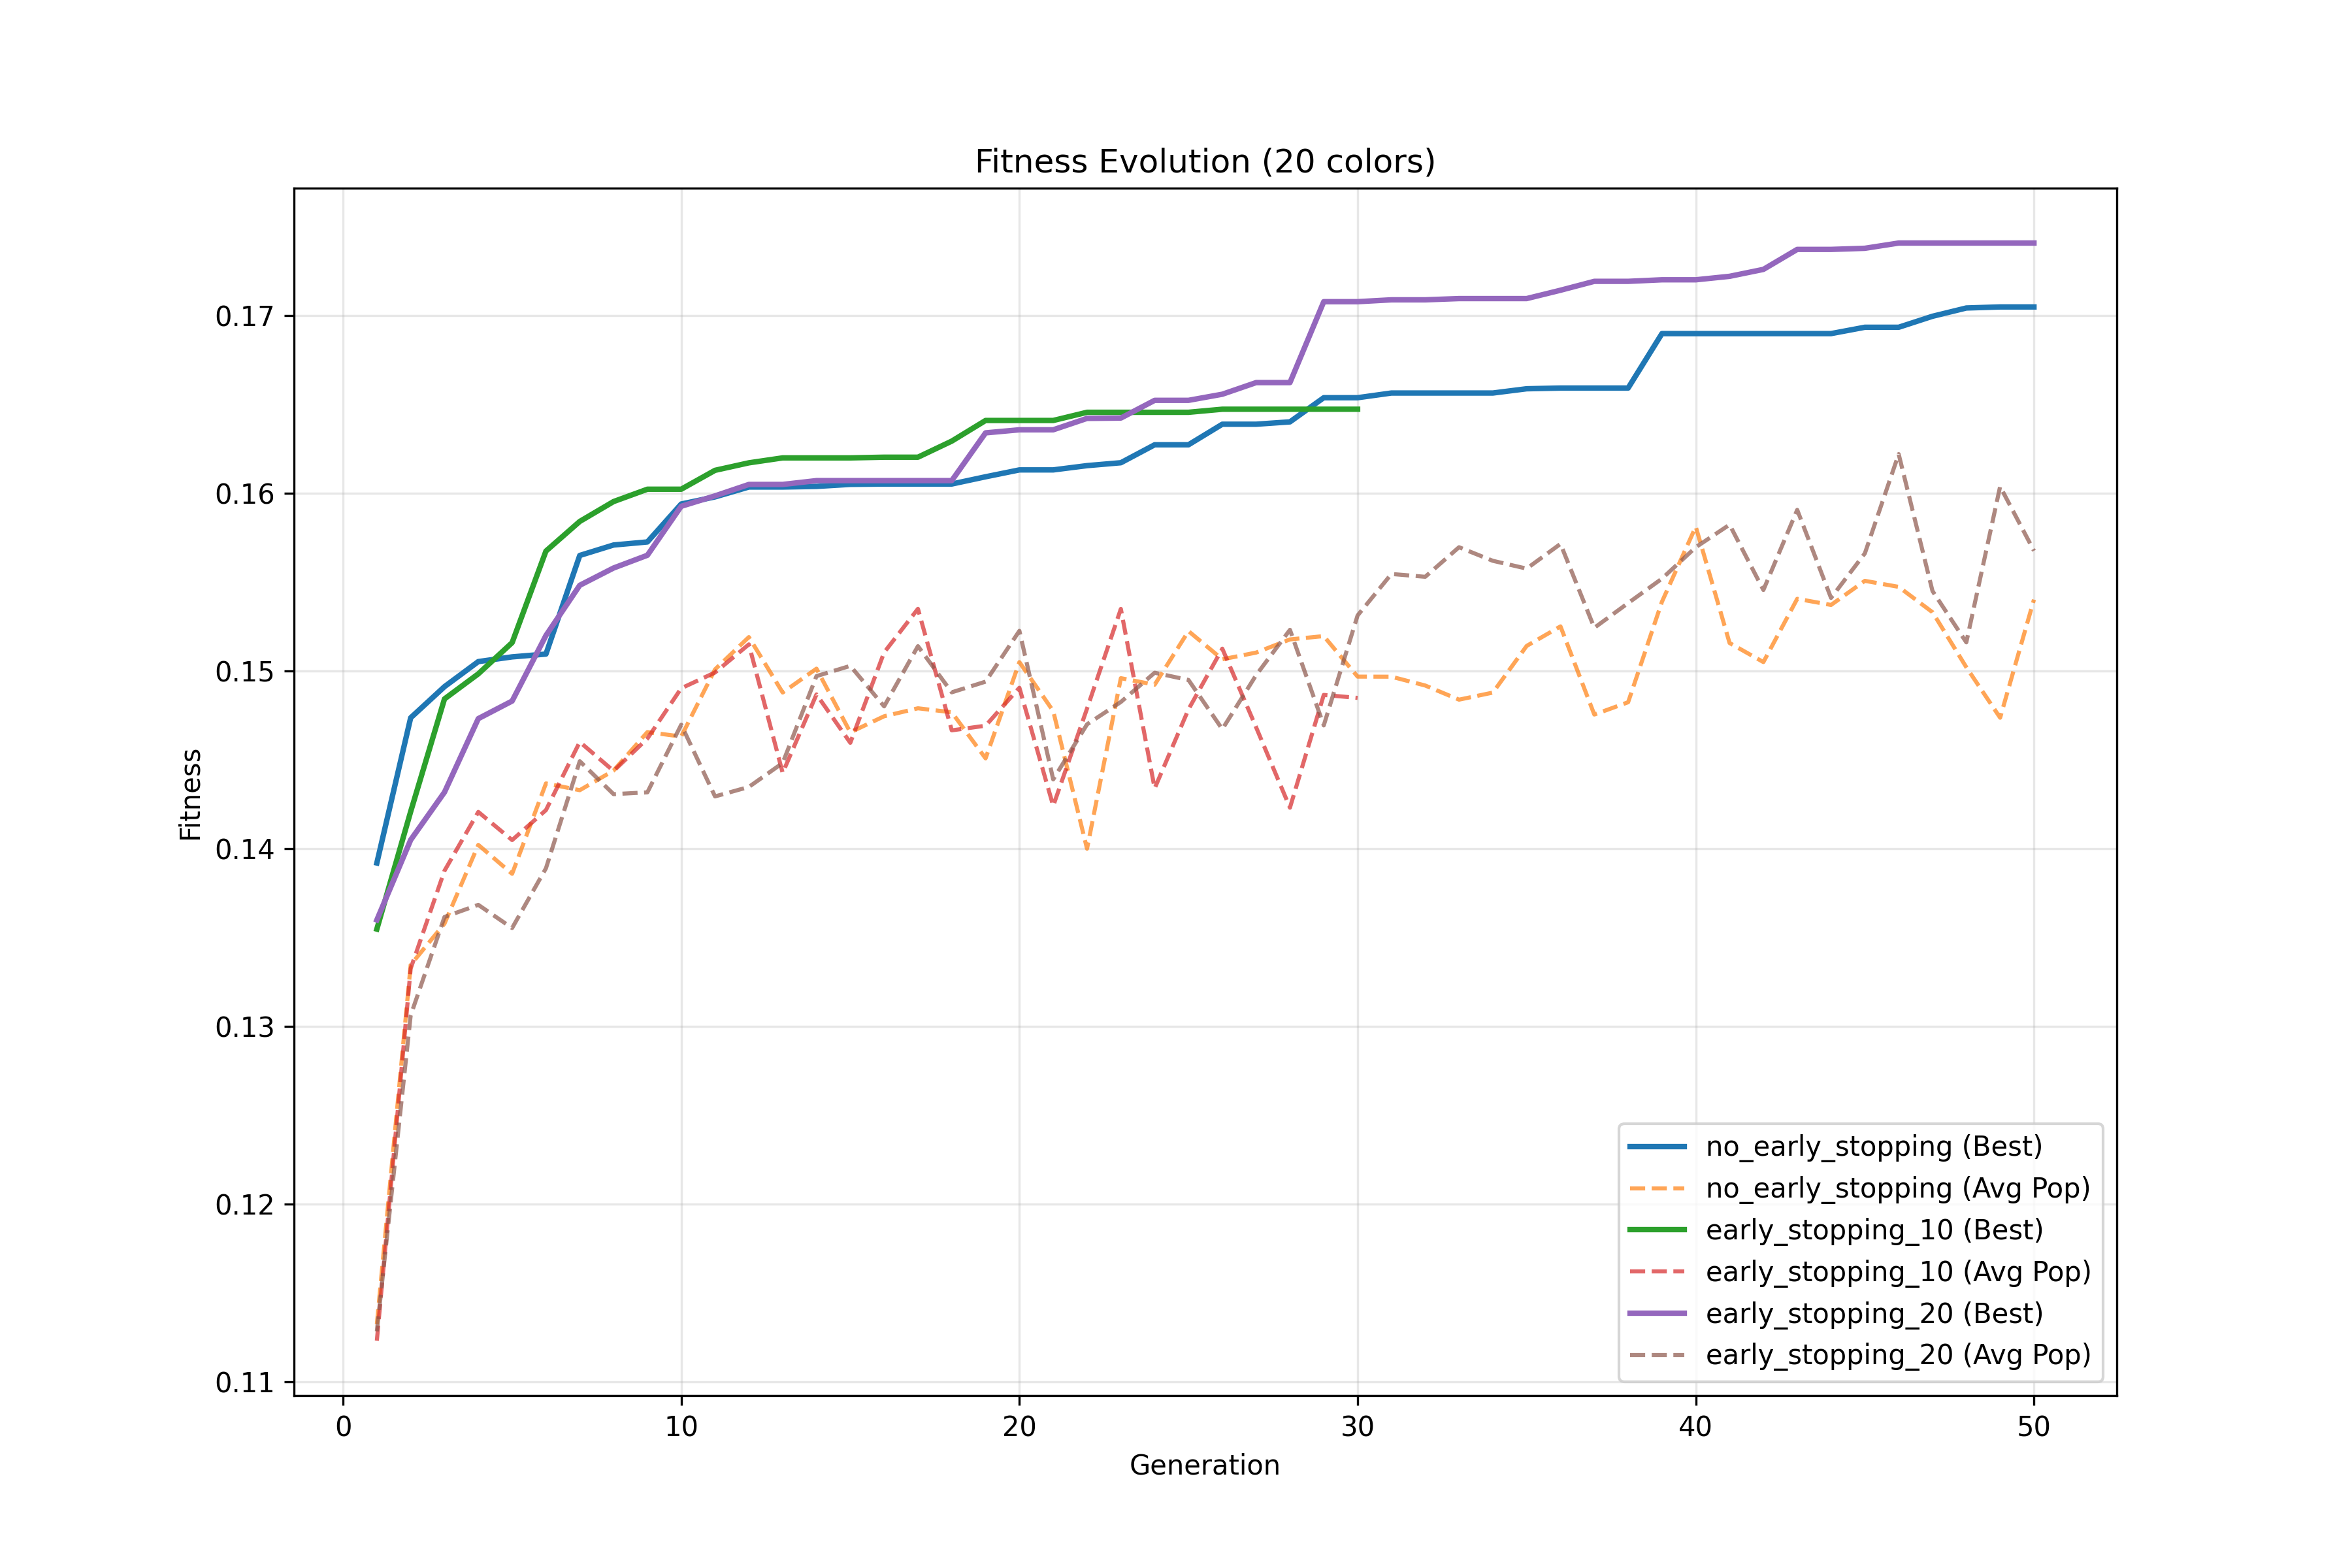 Fitness Evolution (20 colors)
Fitness
0.17
0.16
0.15
0.14
0.13
0.12
0.11
0
10
20
30
40
50
Generation
no_early_stopping (Best)
no_early_stopping (Avg Pop)
early_stopping_10 (Best)
early_stopping_10 (Avg Pop)
early_stopping_20 (Best)
early_stopping_20 (Avg Pop)